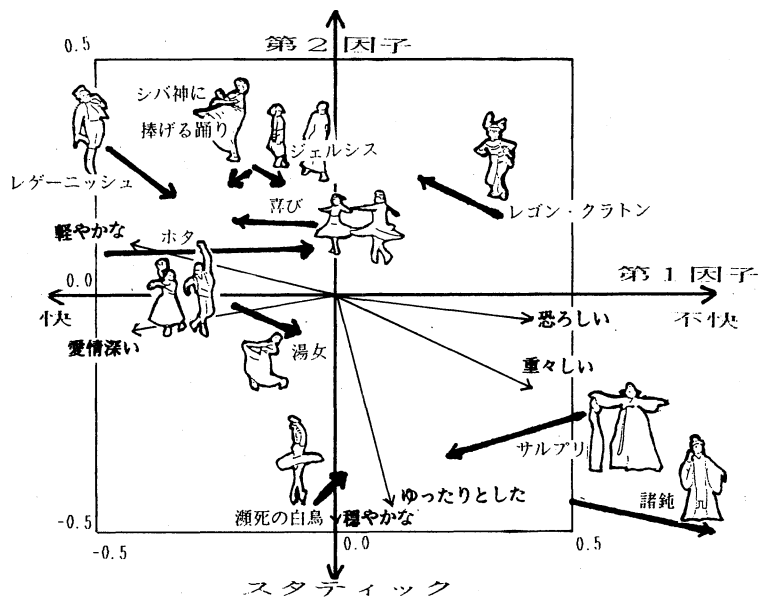 0.5
第2因子
シバ神に
捧げる踊り
ジェルシス
レゲーニッシュ
レゴン・クラトン
喜び
軽やかな
ホタ
0.0
第1因子
快
不快
恐ろしい
愛情深い
湯女
重々しい
サルプリ
諸鈍
ゆったりとした
瀕死の白鳥
穏やかな
-0.5
-0.5
0.0
0.5
スタティック